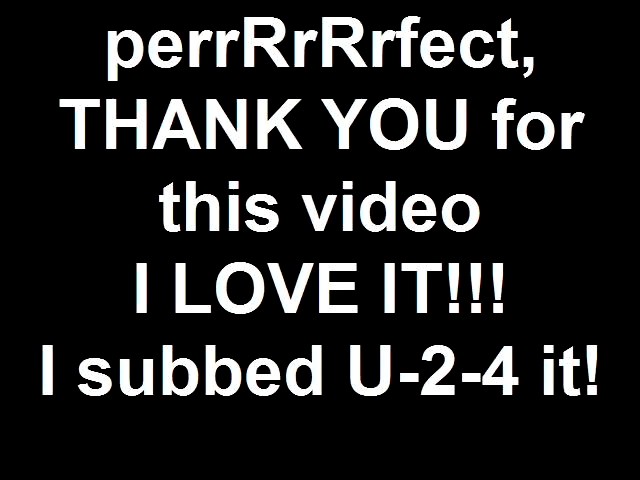 perrRrRrfect,
THANK YOU for
this video
I LOVE IT!!!
I subbed U-2-4 it!